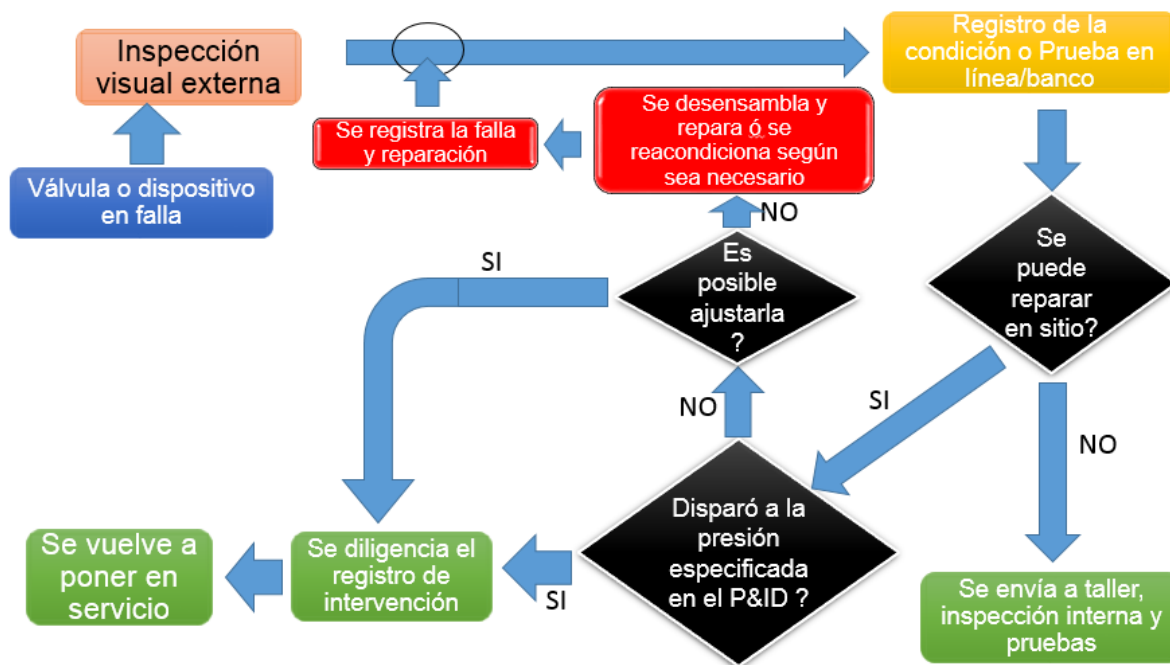 Inspección
visual externa
Registro de la
condición o Prueba en
línea/banco
Se desensambla y
repara ó se
reacondiciona según
sea necesario
Se registra la falla
y reparación
Válvula o dispositivo
en falla
NO
Es
posible
ajustarla
?
SI
Se
puede
reparar
en sitio?
NO
SI
NO
Disparó a la
presión
especificada
en el P&ID ?
SI
Se diligencia el
registro de
intervención
Se vuelve a
poner en
servicio
Se envía a taller,
inspección interna y
pruebas